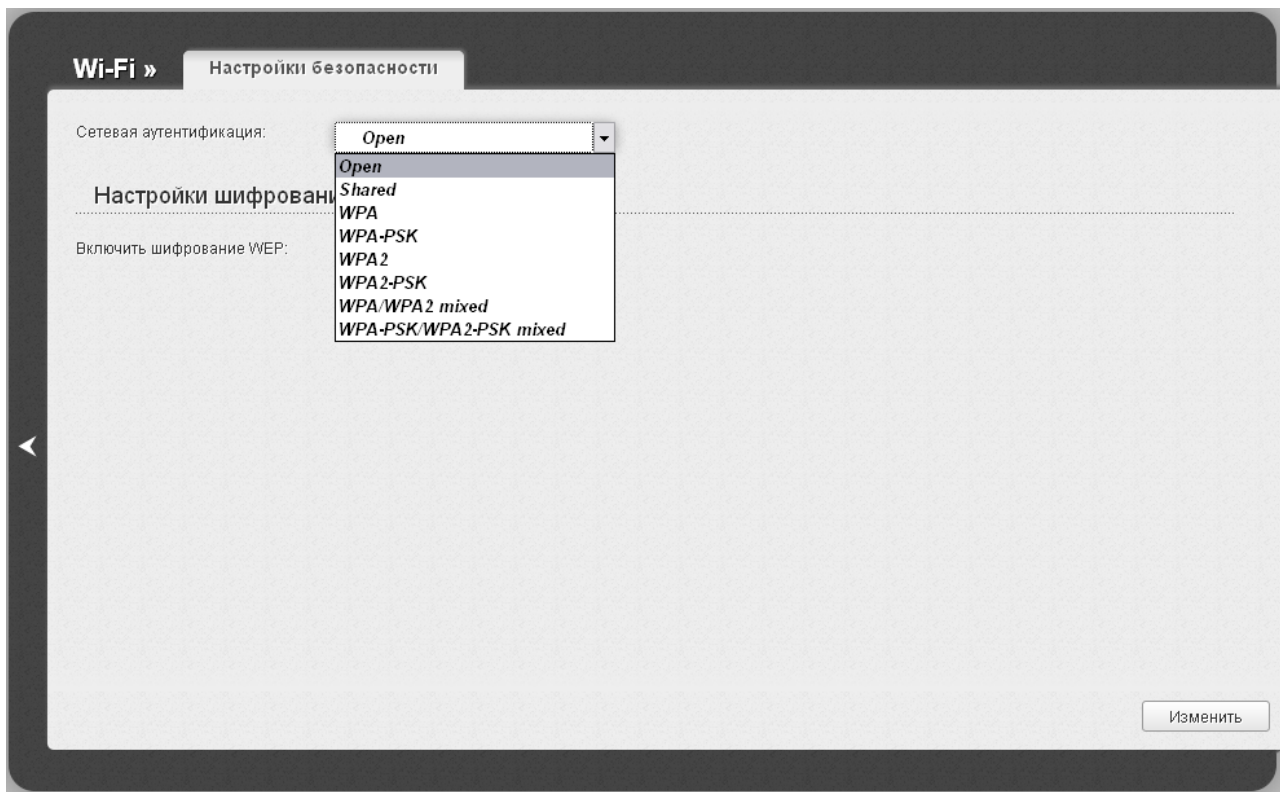 Wi-Fi »
Настройки безопасности
Сетевая аутентификация:
Open
Open
Shared
WPA
WPA-PSK
WPA2
WPA2-PSK
WPA/WPA2 mixed
WPA-PSK/WPA2-PSK mixed
Настройки
Включить шифрование WEP:
Изменить